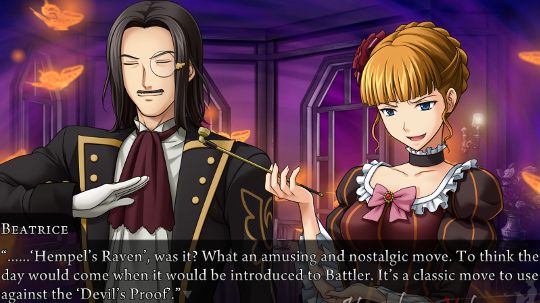 BEATRICE
“......‘Hempel’s Raven’, was it? What an amusing and nostalgic move. To think the
day would come when it would be introduced to Battler. It’s a classic move to use
against the ‘Devil’s Proof’.”